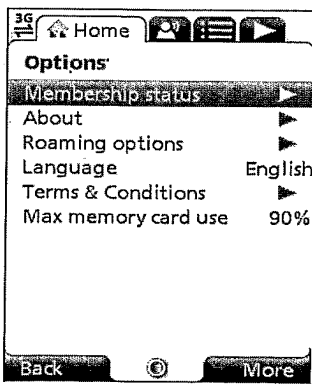 3G Home
Options
Membership status
About
Roaming options
Language English
Terms & Conditions
Max memory card use 90%
Back More